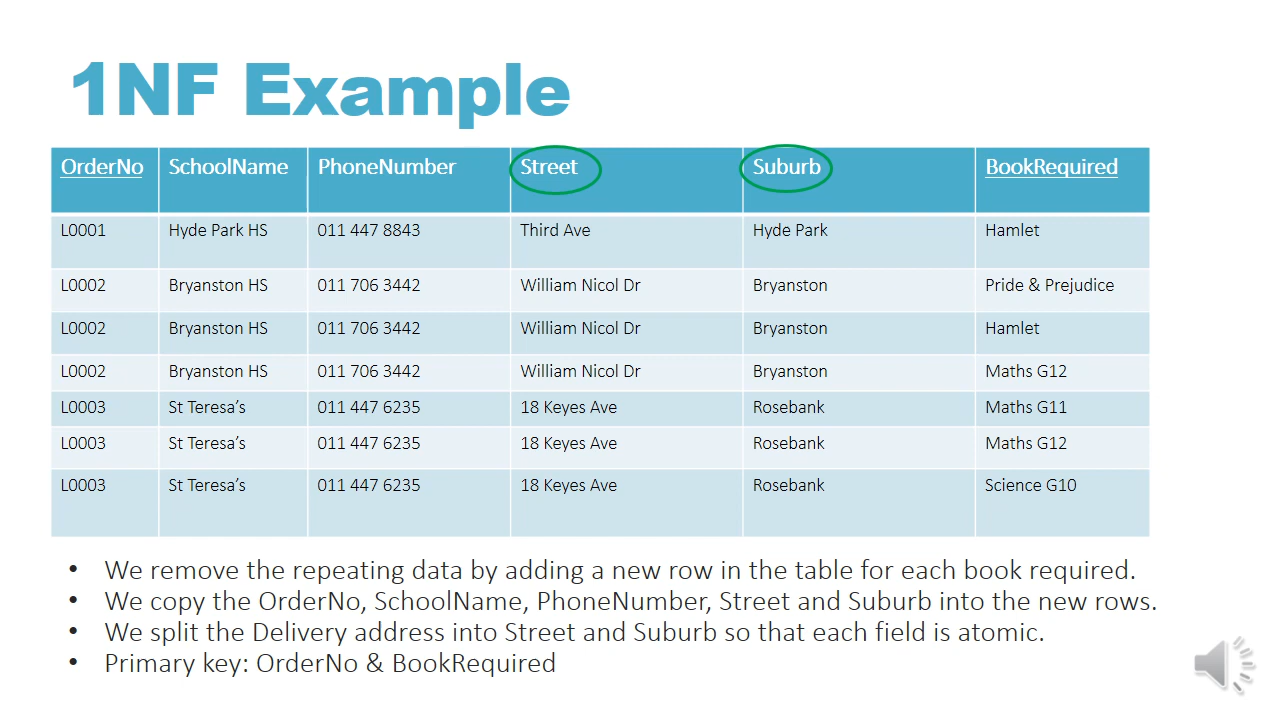 1NF Example
OrderNo SchoolName PhoneNumber Street Suburb BookRequired
L0001 Hyde Park HS 011 447 8843 Third Ave Hyde Park Hamlet
L0002 Bryanston HS 011 706 3442 William Nicol Dr Bryanston Pride & Prejudice
L0002 Bryanston HS 011 706 3442 William Nicol Dr Bryanston Hamlet
L0002 Bryanston HS 011 706 3442 William Nicol Dr Bryanston Maths G12
L0003 St Teresa’s 011 447 6235 18 Keyes Ave Rosebank Maths G11
L0003 St Teresa’s 011 447 6235 18 Keyes Ave Rosebank Maths G12
L0003 St Teresa’s 011 447 6235 18 Keyes Ave Rosebank Science G10
• We remove the repeating data by adding a new row in the table for each book required.
• We copy the OrderNo, SchoolName, PhoneNumber, Street and Suburb into the new rows.
• We split the Delivery address into Street and Suburb so that each field is atomic.
• Primary key: OrderNo & BookRequired